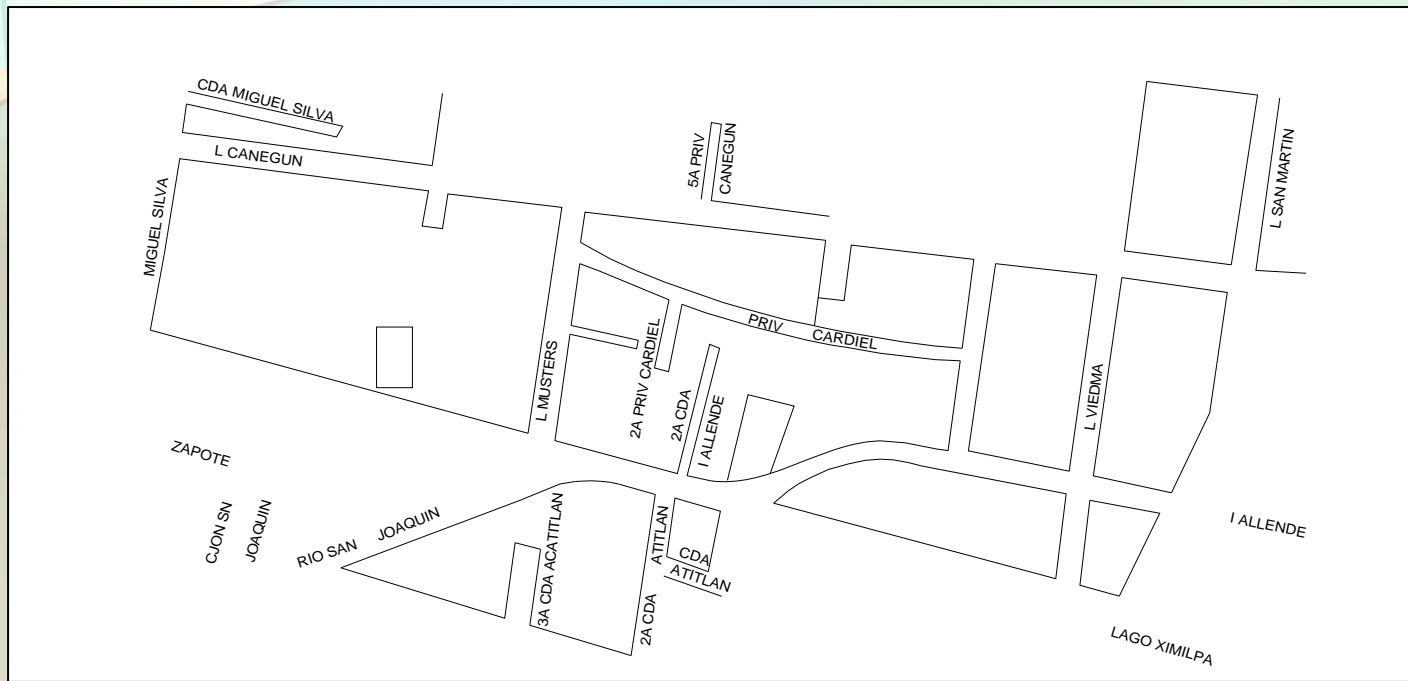 CDA MIGUEL SILVA
L CANEGUN
MIGUEL SILVA
5A PRIV
CANEGUN
L SAN MARTIN
PRIV CARDIEL
L MUSTERS
2A PRIV CARDIEL
2A CDA
I ALLENDE
L VIEDMA
ZAPOTE
CJON SN
JOAQUIN
RIO SAN JOAQUIN
3A CDA ACATITLAN
ATITLAN
2A CDA
CDA
ATITLAN
I ALLENDE
LAGO XIMILPA